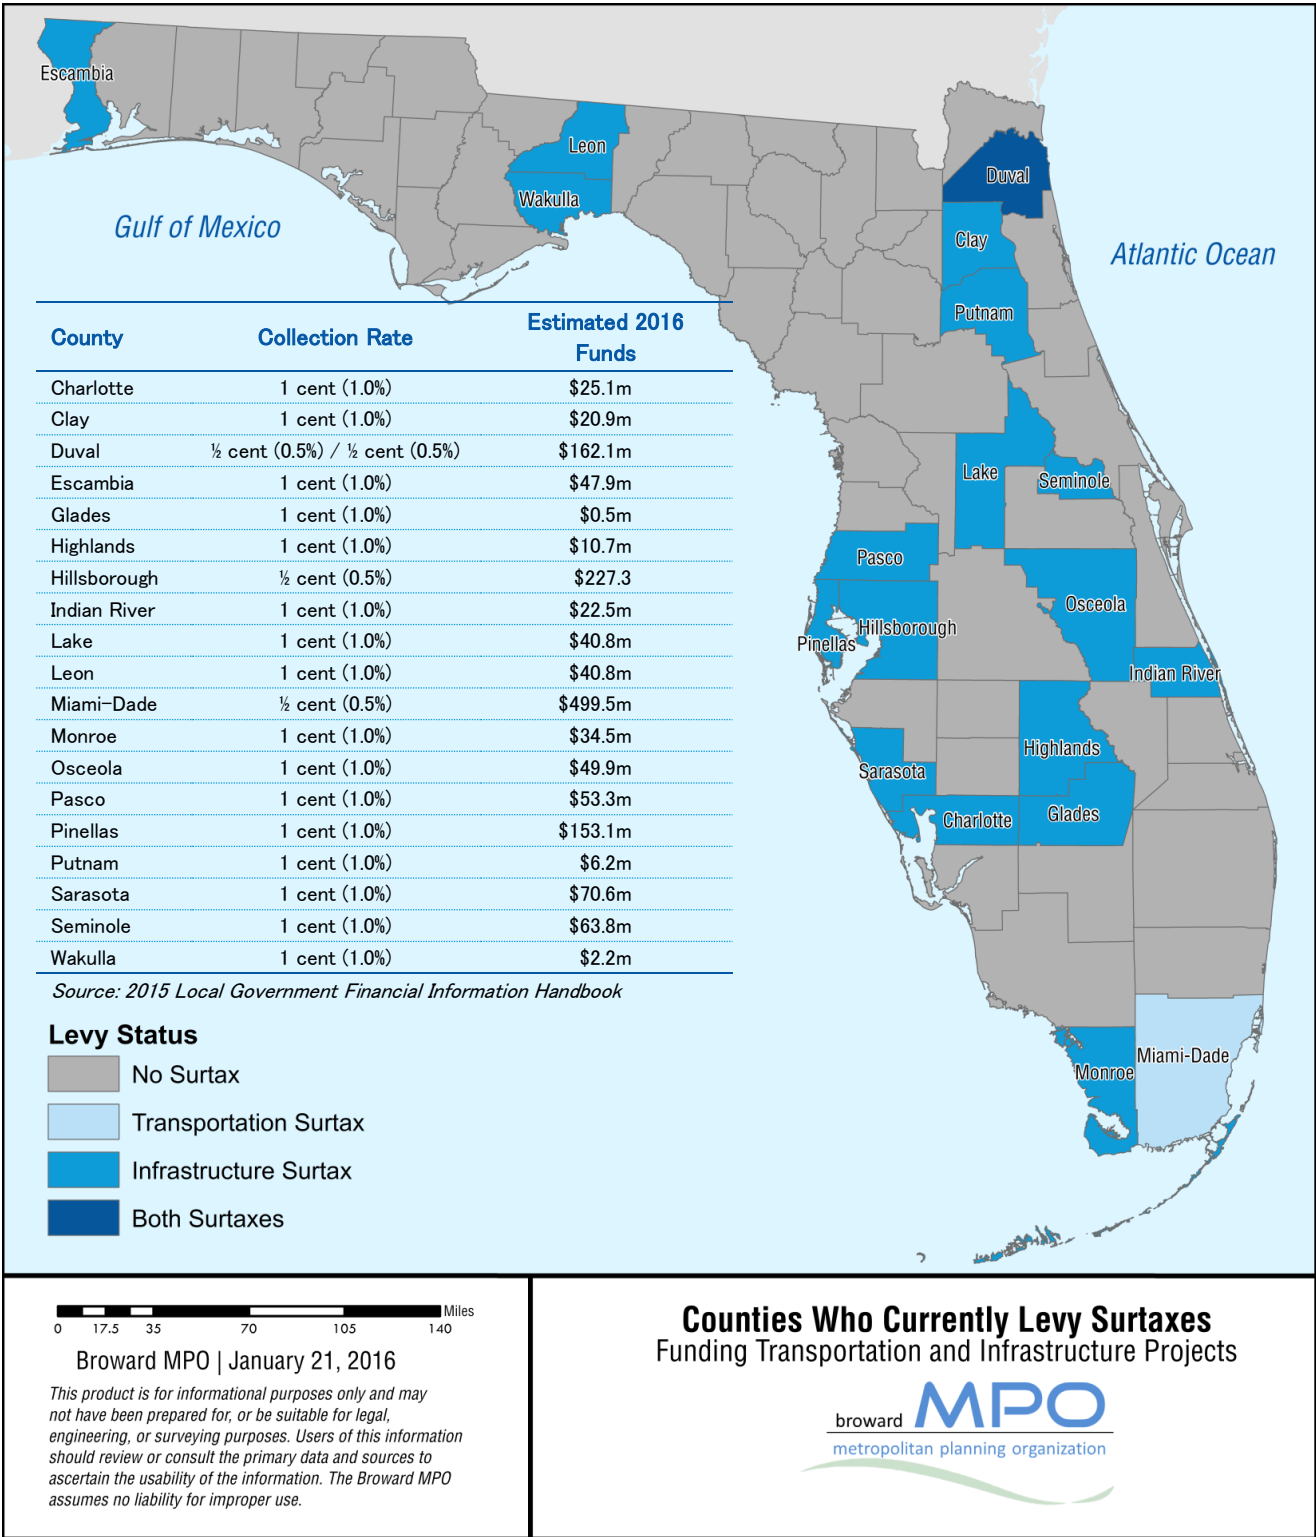 Escambia
Leon
Wakulla
Duval
Clay
Putnam
Gulf of Mexico
Atlantic Ocean
County Collection Rate Estimated 2016 Funds
Charlotte 1 cent (1.0%) $25.1m
Clay 1 cent (1.0%) $20.9m
Duval ½ cent (0.5%) / ½ cent (0.5%) $162.1m
Escambia 1 cent (1.0%) $47.9m
Glades 1 cent (1.0%) $0.5m
Highlands 1 cent (1.0%) $10.7m
Hillsborough ½ cent (0.5%) $227.3
Indian River 1 cent (1.0%) $22.5m
Lake 1 cent (1.0%) $40.8m
Leon 1 cent (1.0%) $40.8m
Miami-Dade ½ cent (0.5%) $499.5m
Monroe 1 cent (1.0%) $34.5m
Osceola 1 cent (1.0%) $49.9m
Pasco 1 cent (1.0%) $53.3m
Pinellas 1 cent (1.0%) $153.1m
Putnam 1 cent (1.0%) $6.2m
Sarasota 1 cent (1.0%) $70.6m
Seminole 1 cent (1.0%) $63.8m
Wakulla 1 cent (1.0%) $2.2m
Source: 2015 Local Government Financial Information Handbook
Lake
Seminole
Pasco
Osceola
Hillsborough
Pinellas
Indian River
Highlands
Sarasota
Charlotte
Glades
Miami-Dade
Monroe
Levy Status
No Surtax
Transportation Surtax
Infrastructure Surtax
Both Surtaxes
Miles
0 17.5 35 70 105 140
Broward MPO | January 21, 2016
This product is for informational purposes only and may
not have been prepared for, or be suitable for legal,
engineering, or surveying purposes. Users of this information
should review or consult the primary data and sources to
ascertain the usability of the information. The Broward MPO
assumes no liability for improper use.
Counties Who Currently Levy Surtaxes
Funding Transportation and Infrastructure Projects
broward MPO
metropolitan planning organization